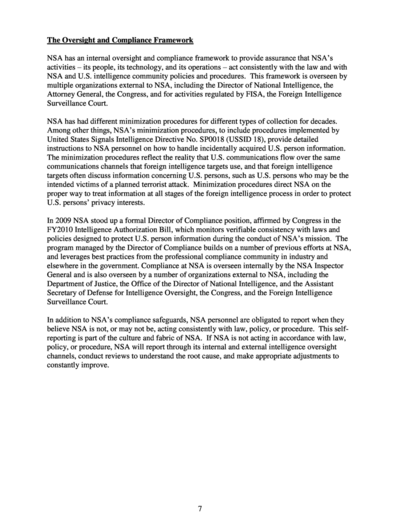 The Oversight and Compliance Framework
NSA has an internal oversight and compliance framework to provide assurance that NSA's
activities – its people, its technology, and its operations – act consistently with the law and with
NSA and U.S. intelligence community policies and procedures. This framework is overseen by
multiple organizations external to NSA, including the Director of National Intelligence, the
Attorney General, the Congress, and for activities regulated by FISA, the Foreign Intelligence
Surveillance Court.
NSA has had different minimization procedures for different types of collection for decades.
Among other things, NSA's minimization procedures, to include procedures implemented by
United States Signals Intelligence Directive No. SP0018 (USSID 18), provide detailed
instructions to NSA personnel on how to handle incidentally acquired U.S. person information.
The minimization procedures reflect the reality that U.S. communications flow over the same
communications channels that foreign intelligence targets use, and that foreign intelligence
targets often discuss information concerning U.S. persons, such as U.S. persons who may be the
intended victims of a planned terrorist attack. Minimization procedures direct NSA on the
proper way to treat information at all stages of the foreign intelligence process in order to protect
U.S. persons' privacy interests.
In 2009 NSA stood up a formal Director of Compliance position, affirmed by Congress in the
FY2010 Intelligence Authorization Bill, which monitors verifiable consistency with laws and
policies designed to protect U.S. person information during the conduct of NSA's mission. The
program managed by the Director of Compliance builds on a number of previous efforts at NSA,
and leverages best practices from the professional compliance community in industry and
elsewhere in the government. Compliance at NSA is overseen internally by the NSA Inspector
General and is also overseen by a number of organizations external to NSA, including the
Department of Justice, the Office of the Director of National Intelligence, and the Assistant
Secretary of Defense for Intelligence Oversight, the Congress, and the Foreign Intelligence
Surveillance Court.
In addition to NSA's compliance safeguards, NSA personnel are obligated to report when they
believe NSA is not, or may not be, acting consistently with law, policy, or procedure. This self-
reporting is part of the culture and fabric of NSA. If NSA is not acting in accordance with law,
policy, or procedure, NSA will report through its internal and external intelligence oversight
channels, conduct reviews to understand the root cause, and make appropriate adjustments to
constantly improve.
7